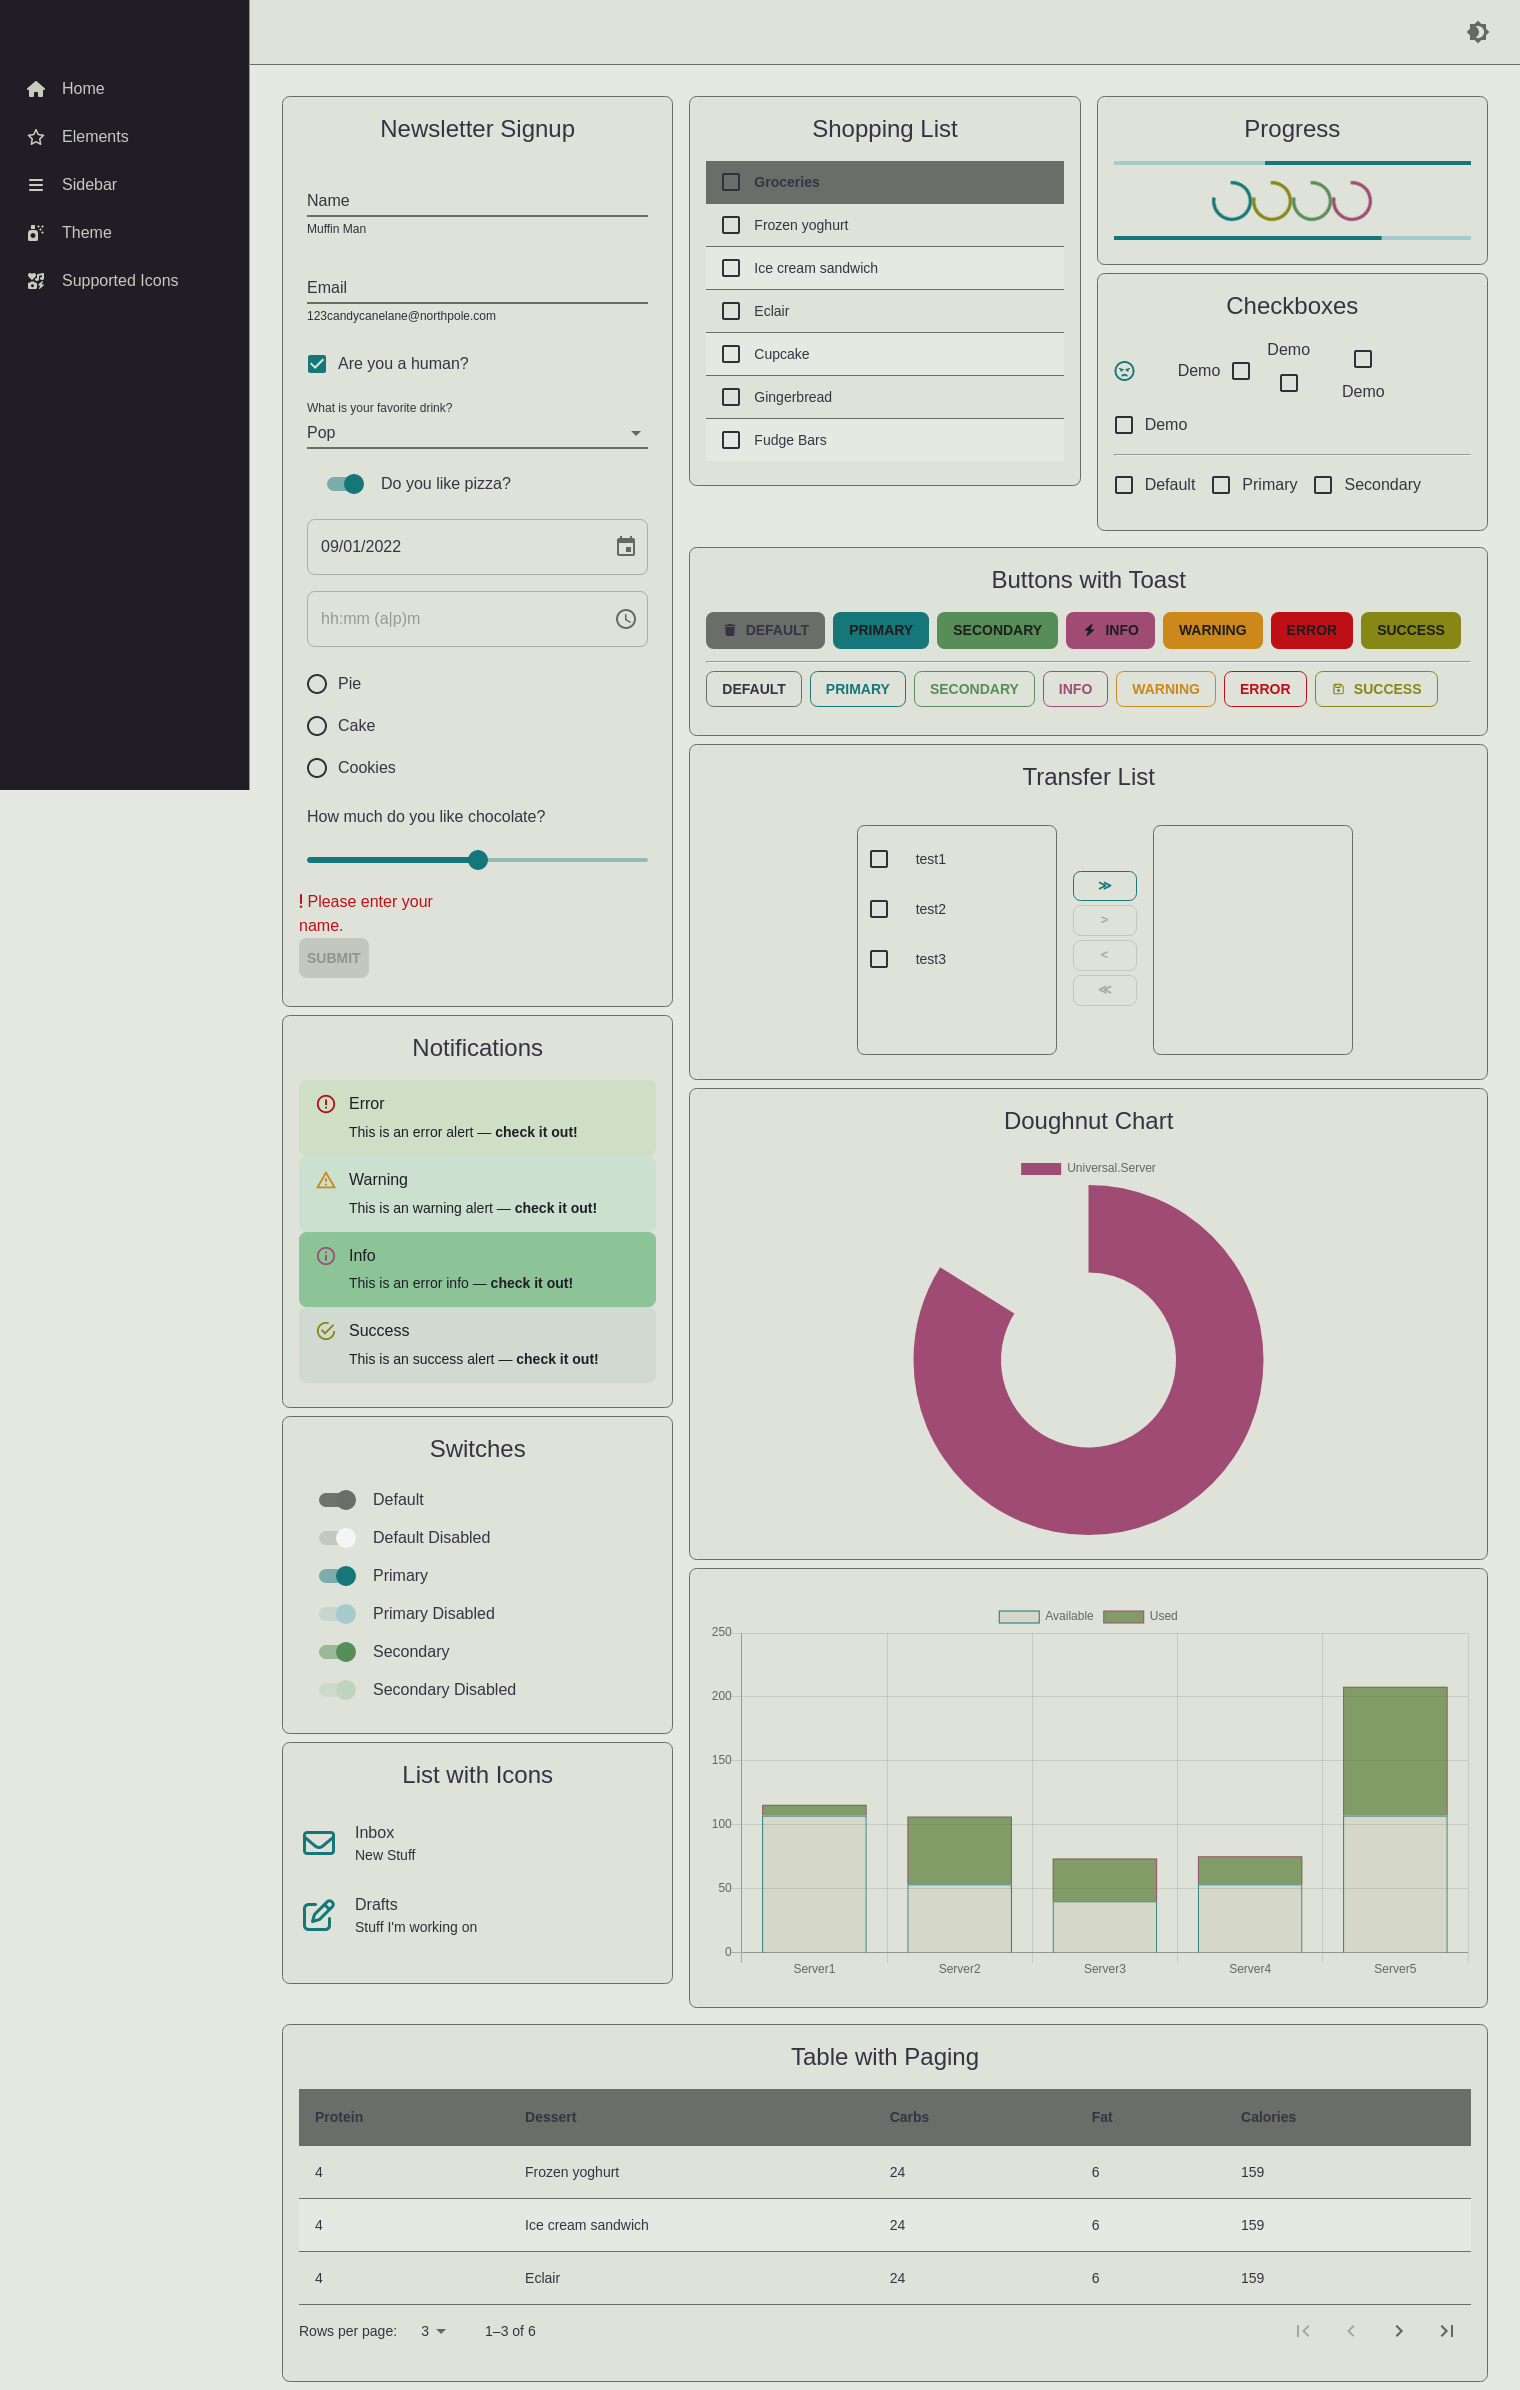 Home
Elements
Sidebar
Theme
Supported Icons
Newsletter Signup
Name
Muffin Man
Email
123candycanelane@northpole.com
Are you a human?
What is your favorite drink?
Pop
Do you like pizza?
09/01/2022
hh:mm (a|p)m
Pie
Cake
Cookies
How much do you like chocolate?
! Please enter your
name.
SUBMIT
Notifications
Error
This is an error alert — check it out!
Warning
This is an warning alert — check it out!
Info
This is an error info — check it out!
Success
This is an success alert — check it out!
Switches
Default
Default Disabled
Primary
Primary Disabled
Secondary
Secondary Disabled
List with Icons
Inbox
New Stuff
Drafts
Stuff I'm working on
Shopping List
Groceries
Frozen yoghurt
Ice cream sandwich
Eclair
Cupcake
Gingerbread
Fudge Bars
Progress
Checkboxes
Demo
Demo
Demo
Demo
Default Primary Secondary
Buttons with Toast
DEFAULT PRIMARY SECONDARY INFO WARNING ERROR SUCCESS
DEFAULT PRIMARY SECONDARY INFO WARNING ERROR SUCCESS
Transfer List
test1
test2
test3
≫
>
<
≪
Doughnut Chart
Universal.Server
Available Used
250
200
150
100
50
0
Server1 Server2 Server3 Server4 Server5
Table with Paging
Protein Dessert Carbs Fat Calories
4 Frozen yoghurt 24 6 159
4 Ice cream sandwich 24 6 159
4 Eclair 24 6 159
Rows per page: 3 1–3 of 6